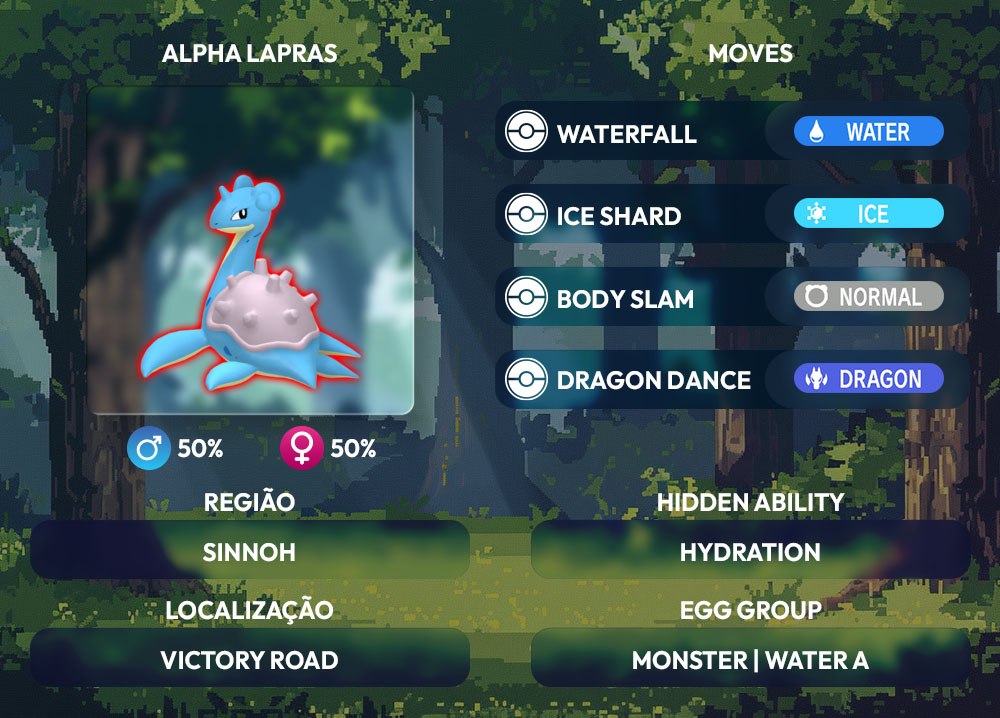 ALPHA LAPRAS
50%
50%
MOVES
WATERFALL WATER
ICE SHARD ICE
BODY SLAM NORMAL
DRAGON DANCE DRAGON
REGIÃO
SINNOH
HIDDEN ABILITY
HYDRATION
LOCALIZAÇÃO
VICTORY ROAD
EGG GROUP
MONSTER | WATER A